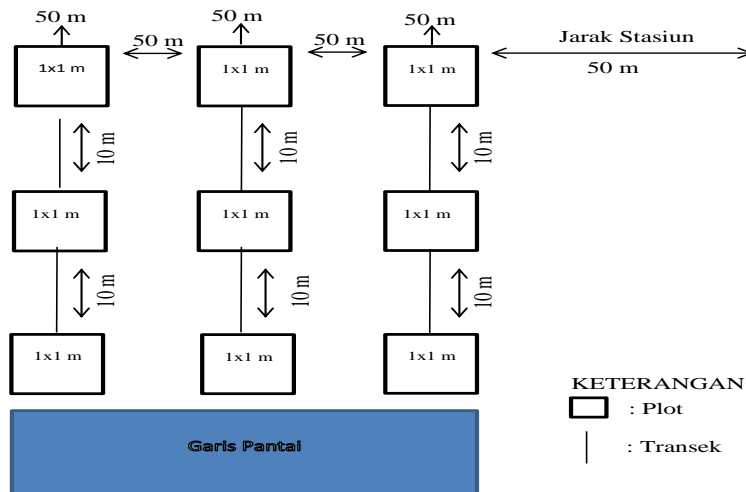 50 m 50 m 50 m
50 m 50 m Jarak Stasiun
1x1 m 1x1 m 1x1 m 50 m
10 m 10 m 10 m
1x1 m 1x1 m 1x1 m
10 m 10 m 10 m
1x1 m 1x1 m 1x1 m
KETERANGAN
: Plot
Garis Pantai
: Transek